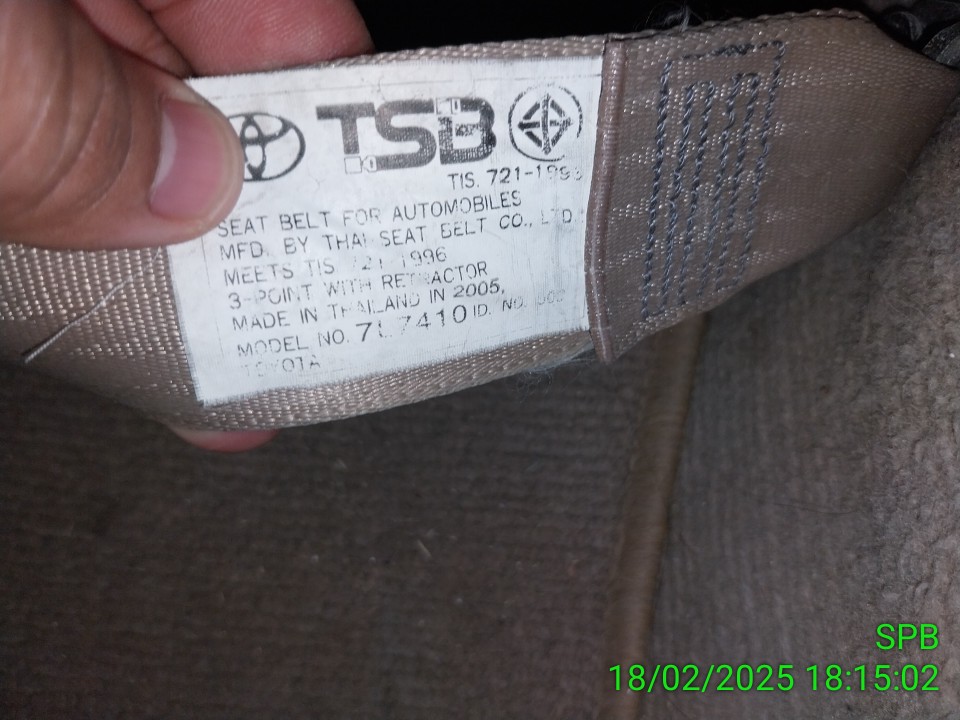 TSB
TIS. 721-1996
SEAT BELT FOR AUTOMOBILES
MFD. BY THAI SEAT BELT CO., LTD.
MEETS TIS 721-1996
3-POINT WITH RETRACTOR
MADE IN THAILAND IN 2005,
MODEL NO. 7L7410 ID. NO.
TOYOTA
SPB
18/02/2025 18:15:02